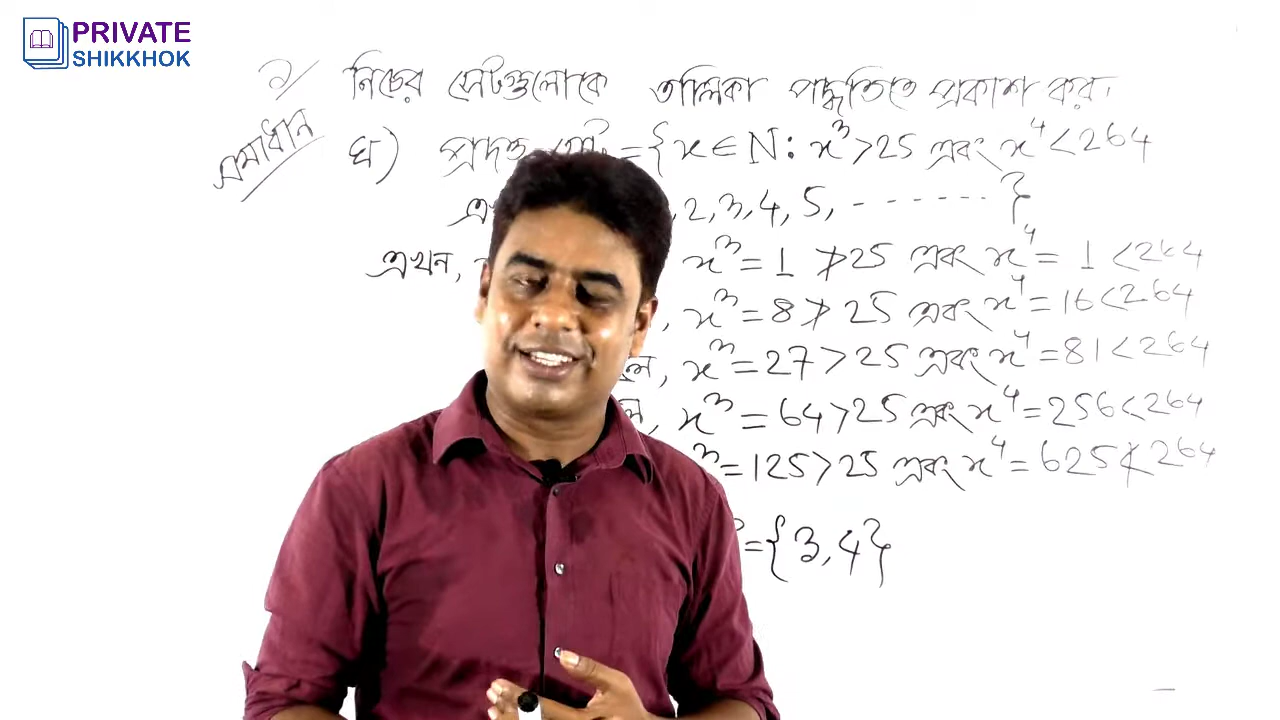 PRIVATE
SHIKKHOK
১/ নিচের সেটগুলোকে তালিকা পদ্ধতিতে প্রকাশ কর।
সমাধান
ঘ) প্রদত্ত সেট = {x ∈ N : x³ > 25 এবং x⁴ < 264
, 2, 3, 4, 5, - - - - - - - }
এখন, x³ = 1 ≯ 25 এবং x⁴ = 1 < 264
, x³ = 8 ≯ 25 এবং x⁴ = 16 < 264
, x³ = 27 > 25 এবং x⁴ = 81 < 264
, x³ = 64 > 25 এবং x⁴ = 256 < 264
³ = 125 > 25 এবং x⁴ = 625 ≮ 264
= {3, 4}